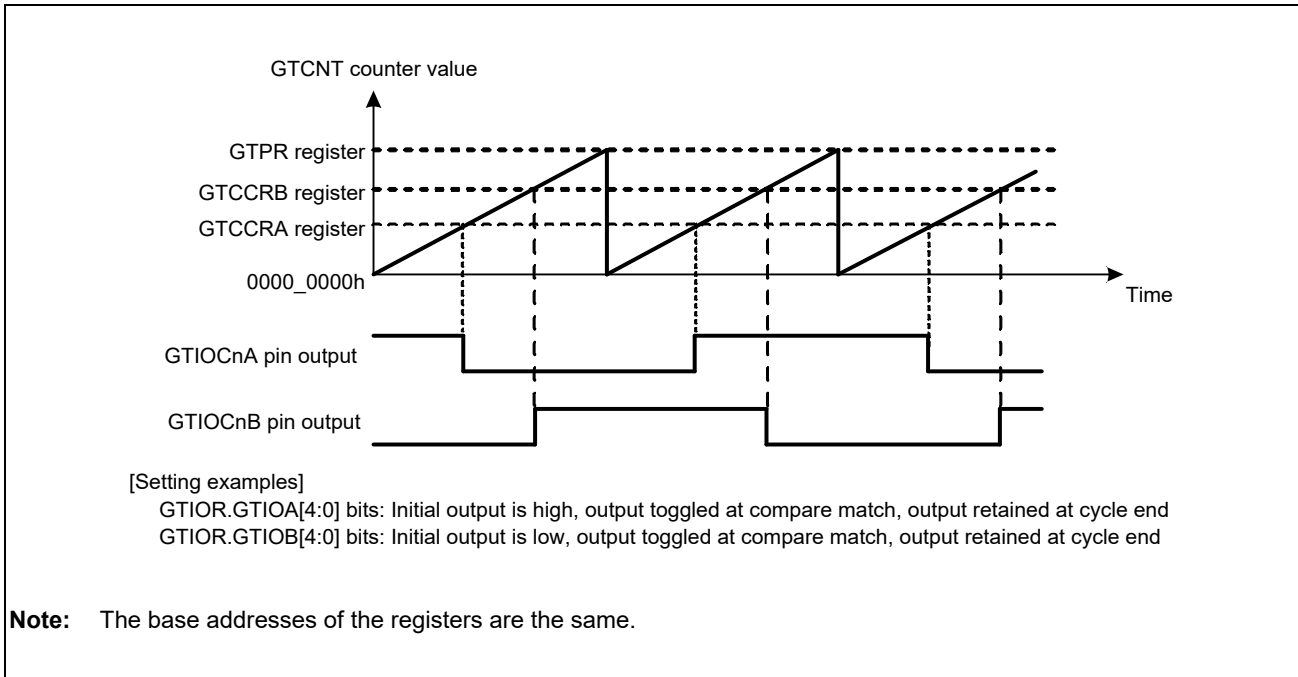 GTCNT counter value
GTPR register
GTCCRB register
GTCCRA register
0000_0000h
Time
GTIOCnA pin output
GTIOCnB pin output
[Setting examples]
GTIOR.GTIOA[4:0] bits: Initial output is high, output toggled at compare match, output retained at cycle end
GTIOR.GTIOB[4:0] bits: Initial output is low, output toggled at compare match, output retained at cycle end
Note: The base addresses of the registers are the same.